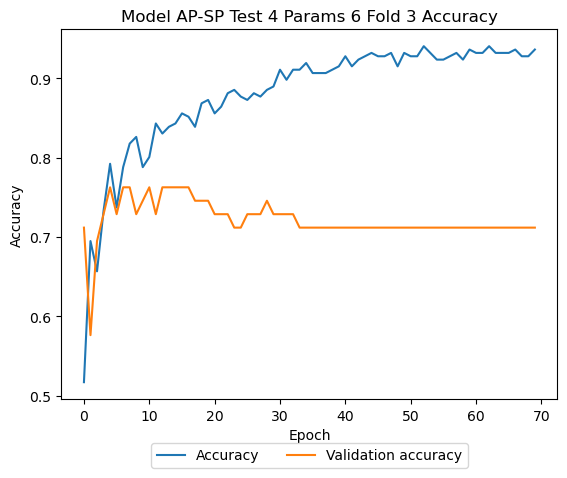 Model AP-SP Test 4 Params 6 Fold 3 Accuracy
Accuracy
0.9
0.8
0.7
0.6
0.5
0 10 20 30 40 50 60 70
Epoch
Accuracy Validation accuracy